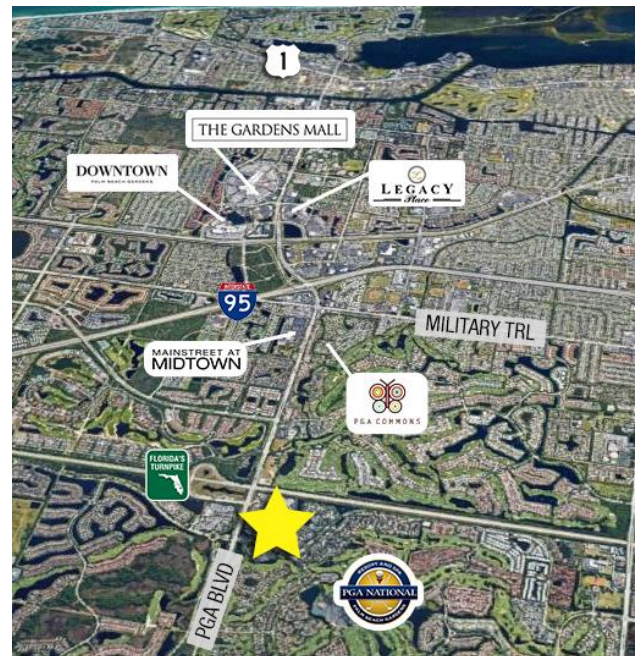 1
THE GARDENS MALL
DOWNTOWN
PALM BEACH GARDENS
LEGACY
Place
INTERSTATE
95
MILITARY TRL
MAINSTREET AT
MIDTOWN
PGA COMMONS
FLORIDA'S
TURNPIKE
PGA BLVD
RESORT AND SPA
PGA NATIONAL
PALM BEACH GARDENS